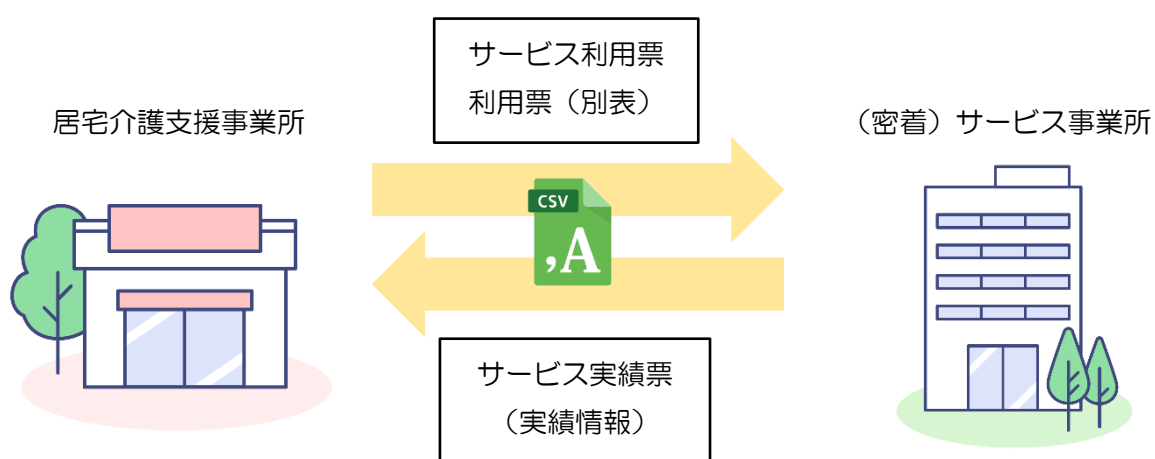 サービス利用票
利用票（別表）
居宅介護支援事業所
（密着）サービス事業所
CSV
,A
サービス実績票
（実績情報）